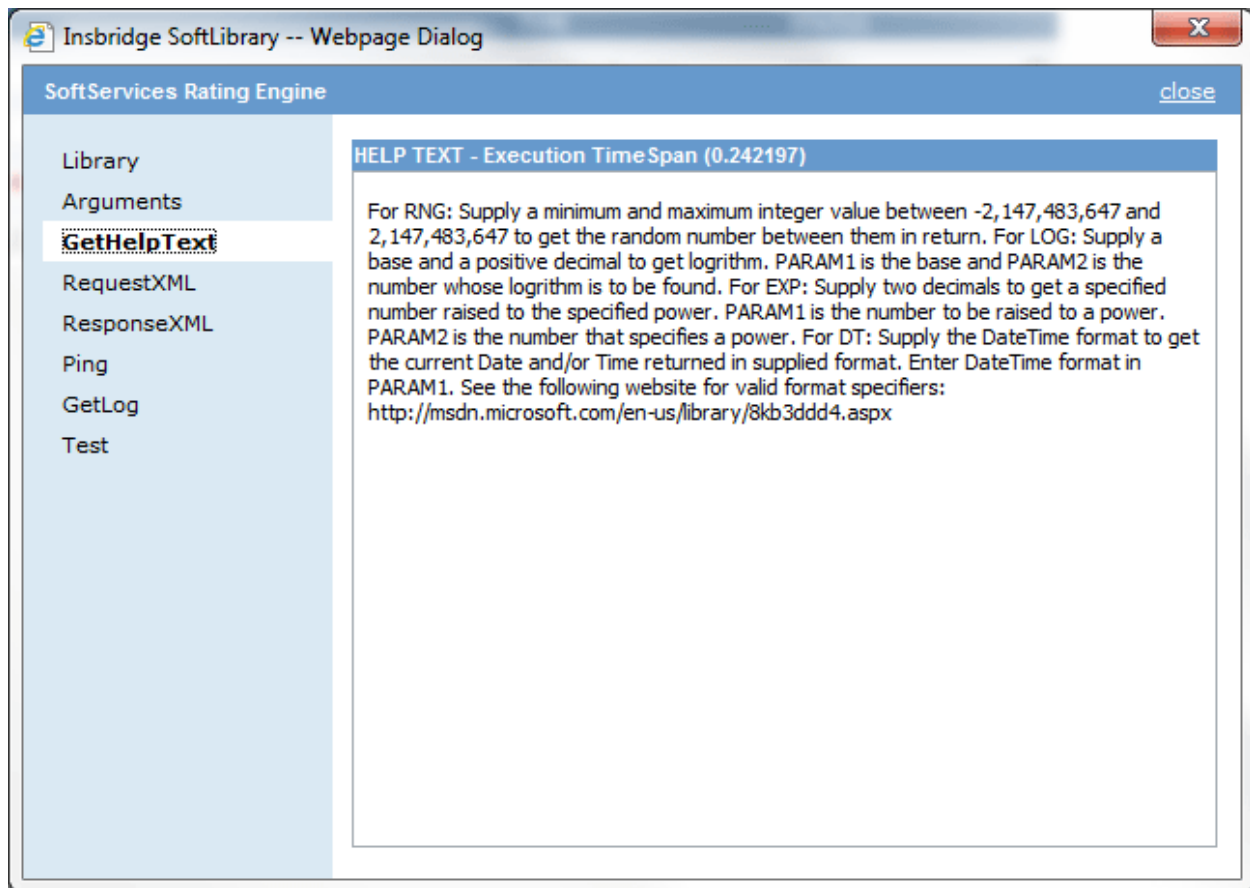 Insbridge SoftLibrary -- Webpage Dialog
X
SoftServices Rating Engine
close
Library
Arguments
GetHelpText
RequestXML
ResponseXML
Ping
GetLog
Test
HELP TEXT - Execution TimeSpan (0.242197)
For RNG: Supply a minimum and maximum integer value between -2,147,483,647 and
2,147,483,647 to get the random number between them in return. For LOG: Supply a
base and a positive decimal to get logrithm. PARAM1 is the base and PARAM2 is the
number whose logrithm is to be found. For EXP: Supply two decimals to get a specified
number raised to the specified power. PARAM1 is the number to be raised to a power.
PARAM2 is the number that specifies a power. For DT: Supply the DateTime format to get
the current Date and/or Time returned in supplied format. Enter DateTime format in
PARAM1. See the following website for valid format specifiers:
http://msdn.microsoft.com/en-us/library/8kb3ddd4.aspx